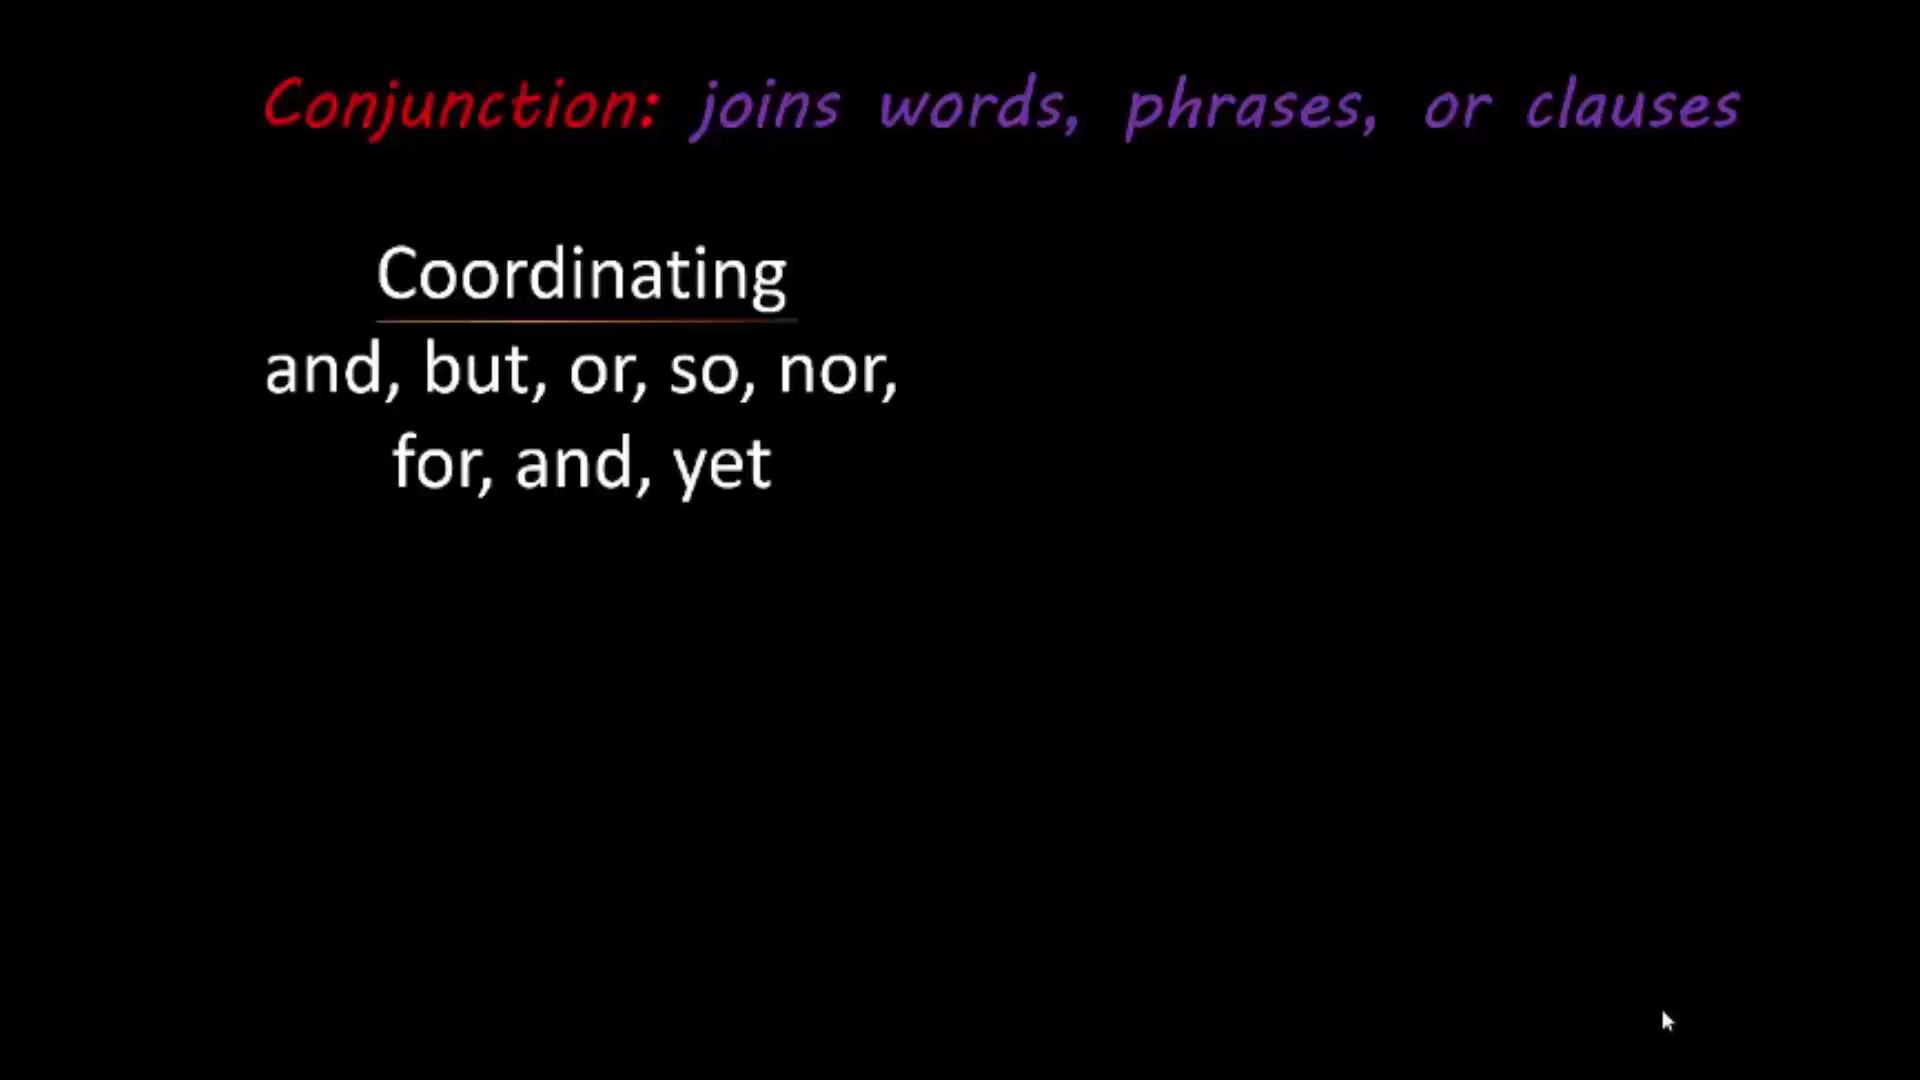 Conjunction: joins words, phrases, or clauses
Coordinating
and, but, or, so, nor,
for, and, yet